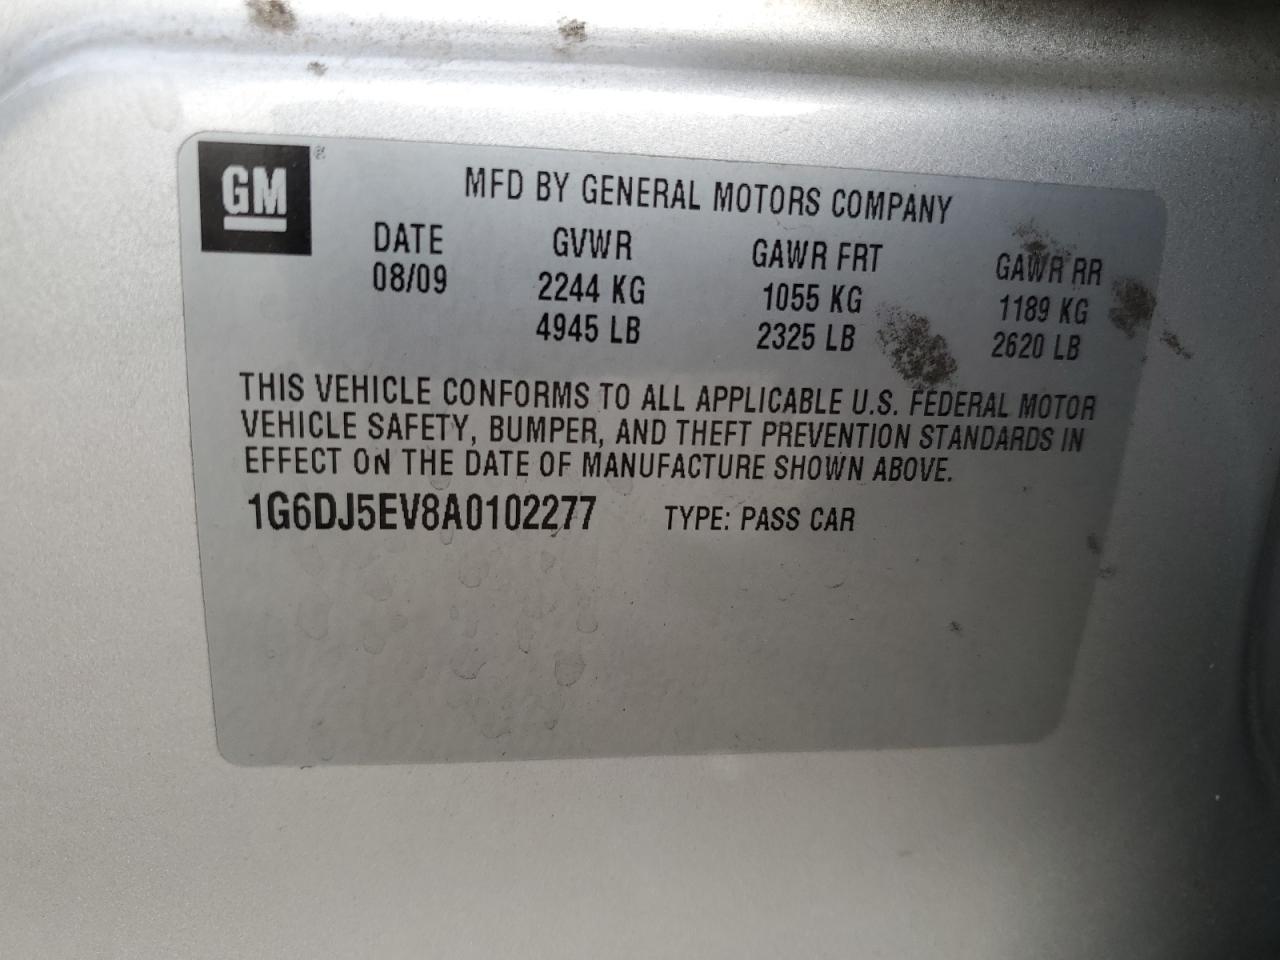 GM ®
MFD BY GENERAL MOTORS COMPANY
DATE GVWR GAWR FRT GAWR RR
08/09 2244 KG 1055 KG 1189 KG
4945 LB 2325 LB 2620 LB
THIS VEHICLE CONFORMS TO ALL APPLICABLE U.S. FEDERAL MOTOR
VEHICLE SAFETY, BUMPER, AND THEFT PREVENTION STANDARDS IN
EFFECT ON THE DATE OF MANUFACTURE SHOWN ABOVE.
1G6DJ5EV8A0102277 TYPE: PASS CAR